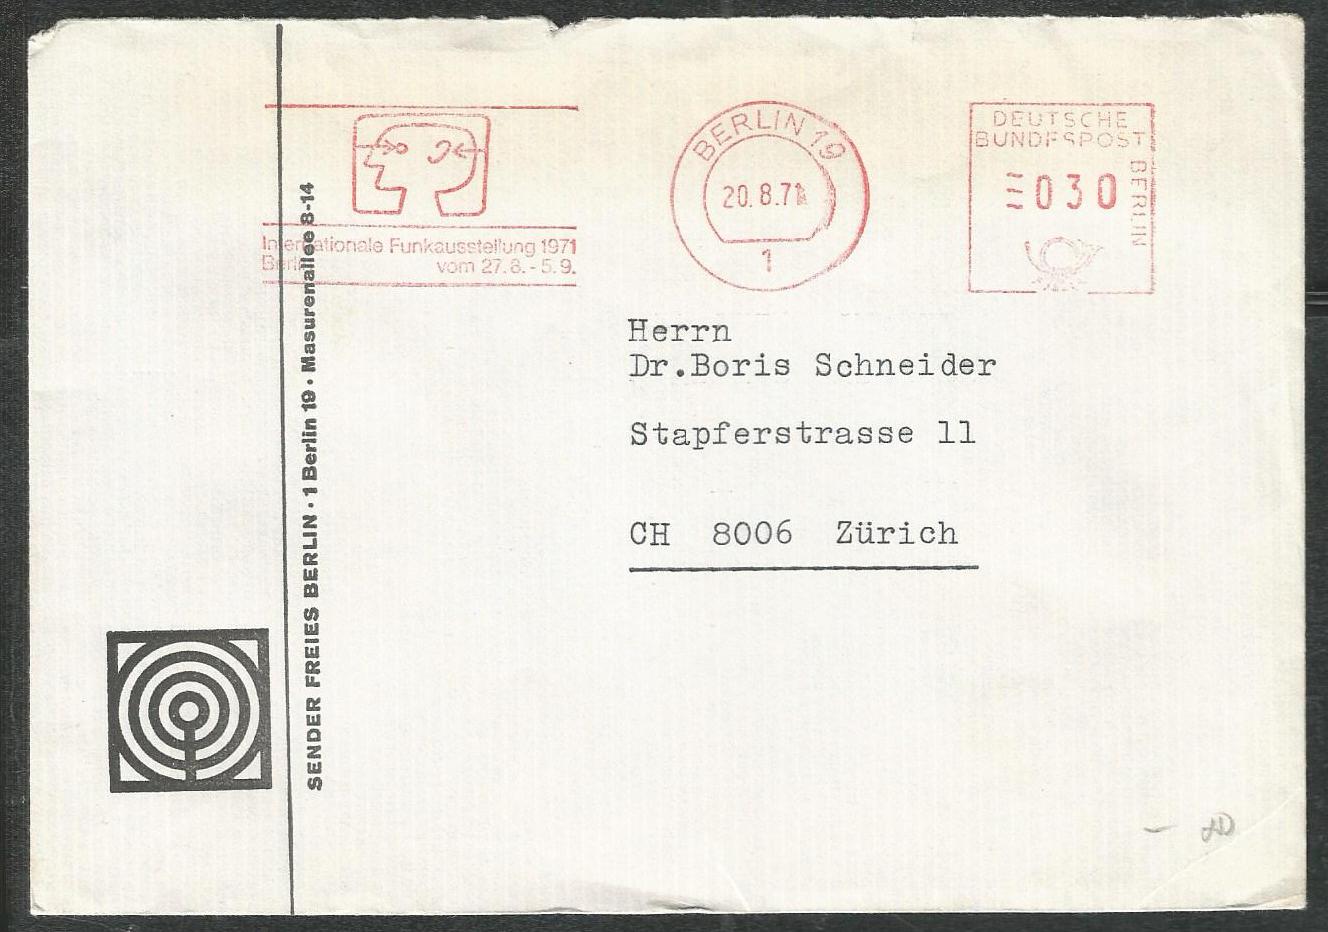 Internationale Funkausstellung 1971
Berlin vom 27.8.-5.9.
BERLIN 19
20.8.71
1
DEUTSCHE
BUNDESPOST
030
BERLIN
SENDER FREIES BERLIN · 1 Berlin 19 · Masurenallee 8-14
Herrn
Dr.Boris Schneider
Stapferstrasse 11
CH 8006 Zürich